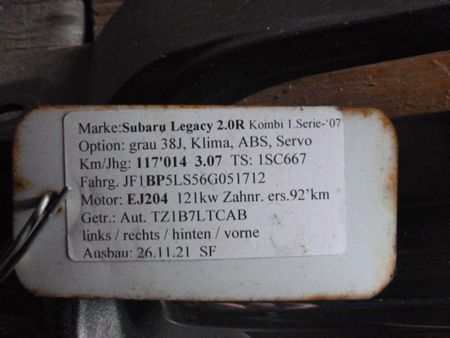 Marke:Subaru Legacy 2.0R Kombi 1.Serie-'07
Option: grau 38J, Klima, ABS, Servo
Km/Jhg: 117'014 3.07 TS: 1SC667
Fahrg. JF1BP5LS56G051712
Motor: EJ204 121kw Zahnr. ers.92'km
Getr.: Aut. TZ1B7LTCAB
links / rechts / hinten / vorne
Ausbau: 26.11.21 SF